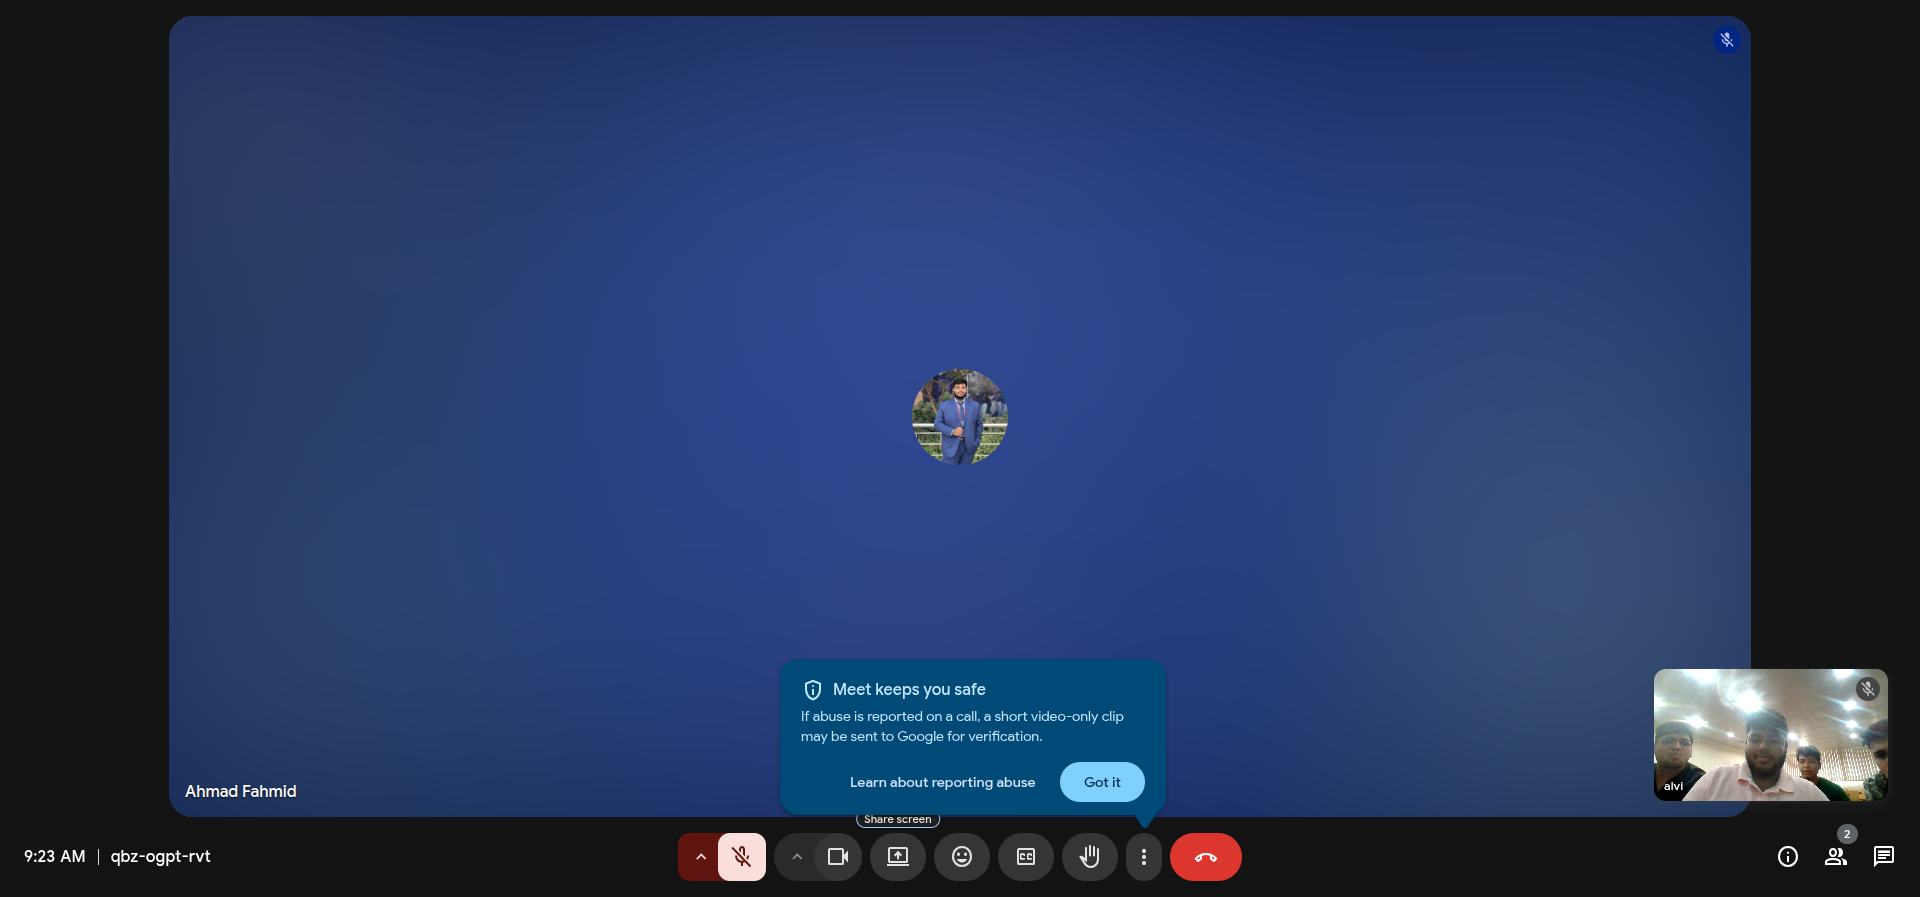 Meet keeps you safe
If abuse is reported on a call, a short video-only clip
may be sent to Google for verification.
Learn about reporting abuse
Got it
Ahmad Fahmid
alvi
Share screen
9:23 AM | qbz-ogpt-rvt
CC
2